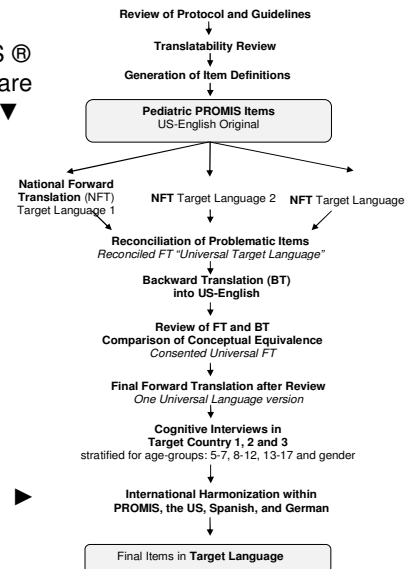 S ®
are
▼
Review of Protocol and Guidelines
Translatability Review
Generation of Item Definitions
Pediatric PROMIS Items
US-English Original
National Forward
Translation (NFT)
Target Language 1
NFT Target Language 2
NFT Target Language
Reconciliation of Problematic Items
Reconciled FT “Universal Target Language”
Backward Translation (BT)
into US-English
Review of FT and BT
Comparison of Conceptual Equivalence
Consented Universal FT
Final Forward Translation after Review
One Universal Language version
Cognitive Interviews in
Target Country 1, 2 and 3
stratified for age-groups: 5-7, 8-12, 13-17 and gender
►
International Harmonization within
PROMIS, the US, Spanish, and German
Final Items in Target Language